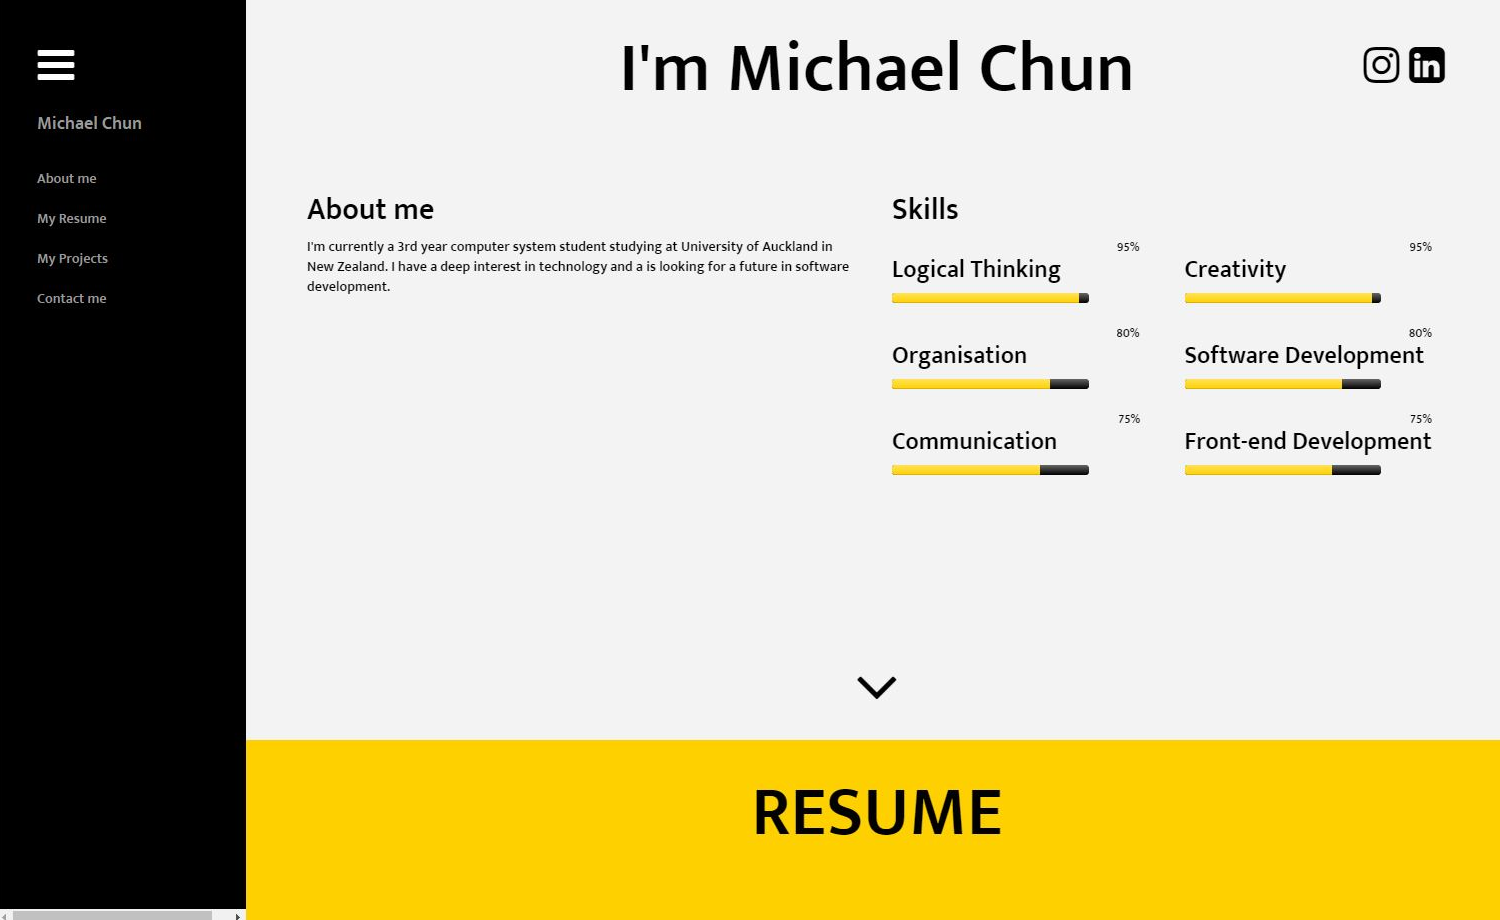 Michael Chun
About me
My Resume
My Projects
Contact me
I'm Michael Chun
About me
I'm currently a 3rd year computer system student studying at University of Auckland in
New Zealand. I have a deep interest in technology and a is looking for a future in software
development.
Skills
95%
Logical Thinking
95%
Creativity
80%
Organisation
80%
Software Development
75%
Communication
75%
Front-end Development
RESUME